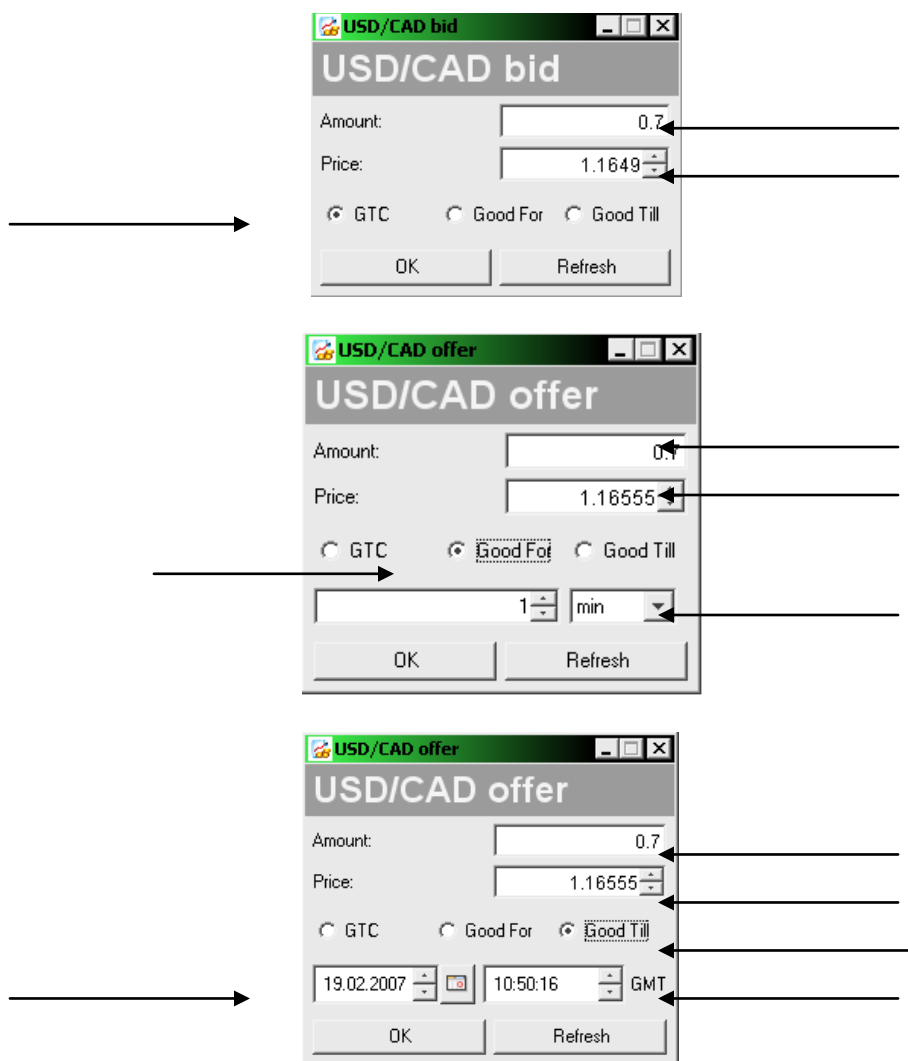 USD/CAD bid
USD/CAD bid
Amount: 0.7
Price: 1.1649
GTC Good For Good Till
OK Refresh
USD/CAD offer
USD/CAD offer
Amount: 0.7
Price: 1.16555
GTC Good For Good Till
1 min
OK Refresh
USD/CAD offer
USD/CAD offer
Amount: 0.7
Price: 1.16555
GTC Good For Good Till
19.02.2007 10:50:16 GMT
OK Refresh